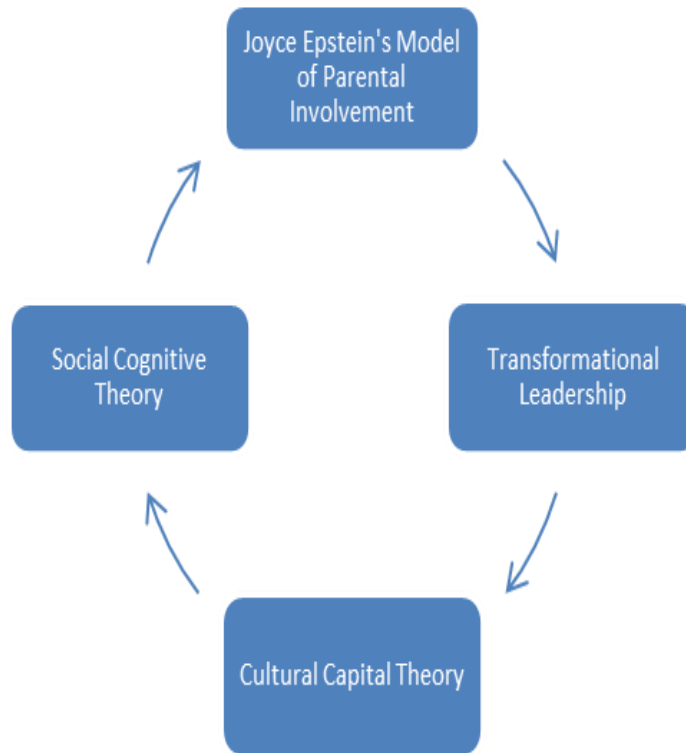 Joyce Epstein's Model
of Parental
Involvement
Social Cognitive
Theory
Transformational
Leadership
Cultural Capital Theory